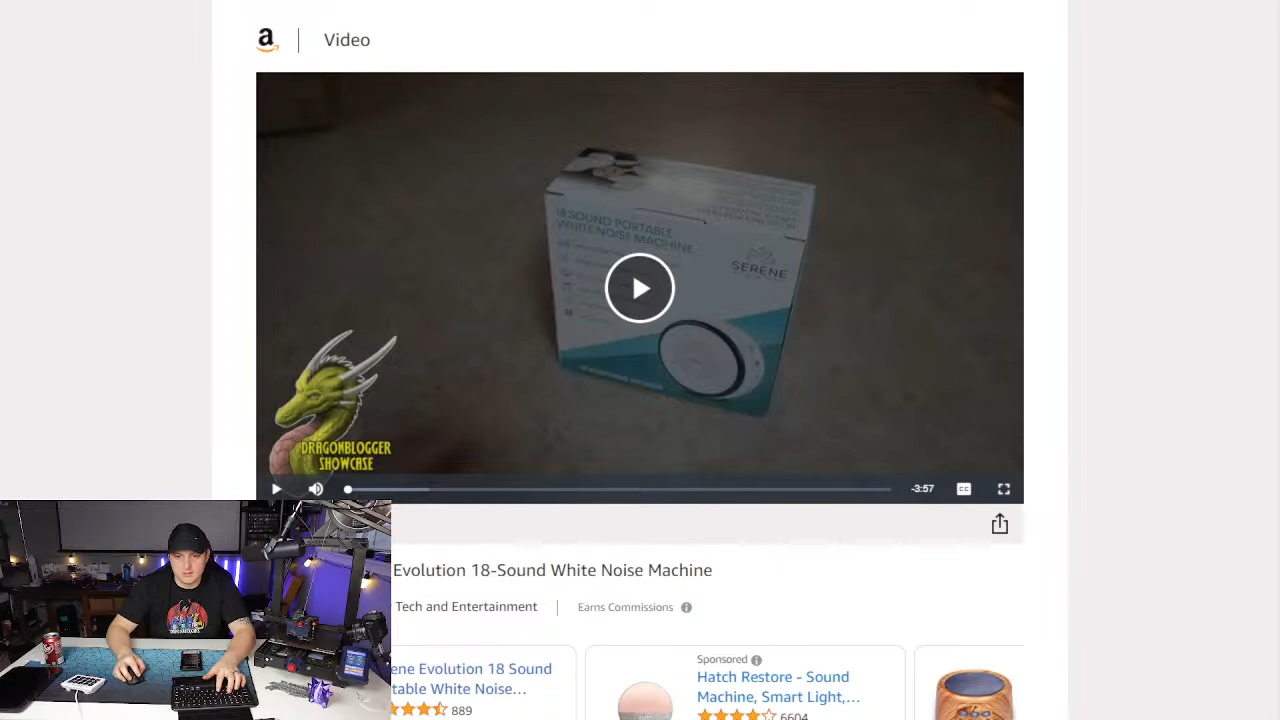 a
Video
18 SOUND PORTABLE
WHITE NOISE MACHINE
SERENE
DRAGONBLOGGER
SHOWCASE
-3:57
CC
Evolution 18-Sound White Noise Machine
Tech and Entertainment
Earns Commissions
ene Evolution 18 Sound
table White Noise…
889
Sponsored
Hatch Restore - Sound
Machine, Smart Light,…
6604